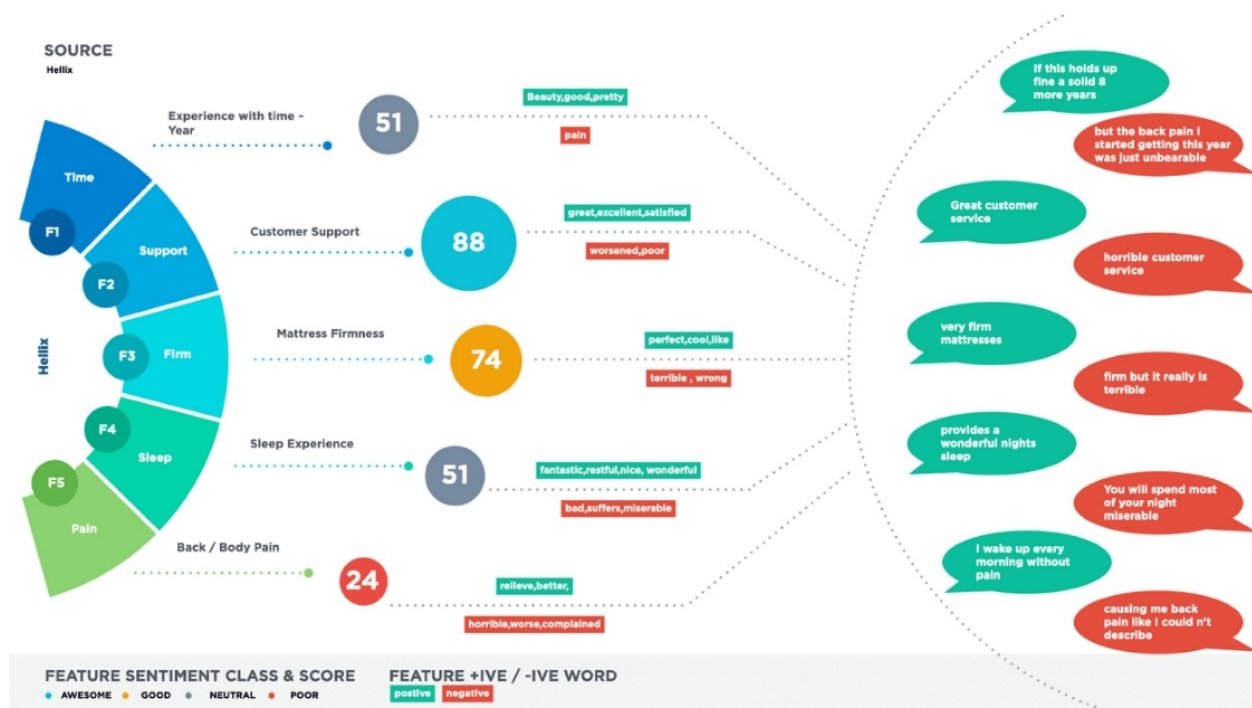 SOURCE
Hellix
Experience with time -
Year
51
Beauty,good,pretty
pain
Time
F1
Customer Support
88
great,excellent,satisfied
worsened,poor
Support
F2
Mattress Firmness
74
perfect,cool,like
terrible , wrong
Firm
F3
Hellix
Sleep Experience
51
fantastic,restful,nice, wonderful
bad,suffers,miserable
Sleep
F4
Back / Body Pain
24
relieve,better,
horrible,worse,complained
Pain
F5
If this holds up
fine a solid 8
more years
but the back pain I
started getting this year
was just unbearable
Great customer
service
horrible customer
service
very firm
mattresses
firm but it really is
terrible
provides a
wonderful nights
sleep
You will spend most
of your night
miserable
I wake up every
morning without
pain
causing me back
pain like I could n't
describe
FEATURE SENTIMENT CLASS & SCORE
AWESOME GOOD NEUTRAL POOR
FEATURE +IVE / -IVE WORD
postive negative